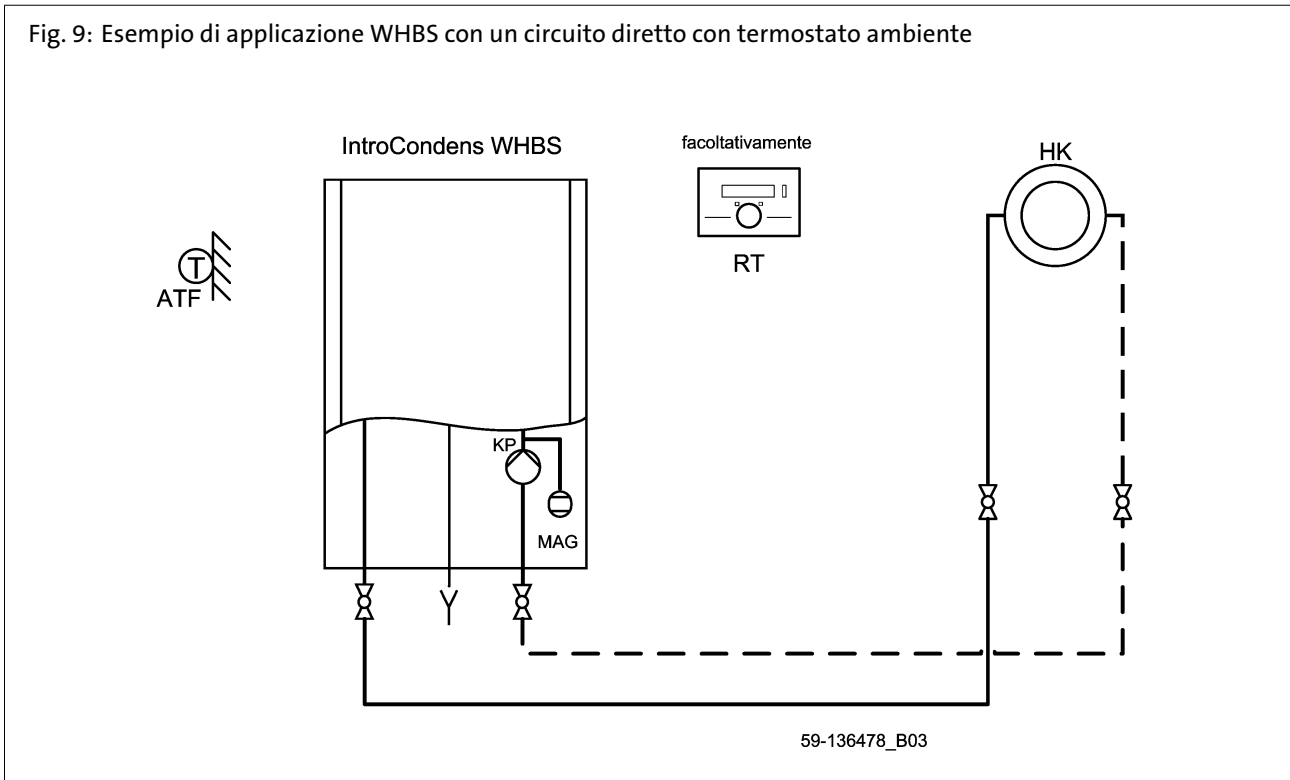 Fig. 9: Esempio di applicazione WHBS con un circuito diretto con termostato ambiente
IntroCondens WHBS
facoltativamente
HK
RT
T
ATF
KP
MAG
59-136478_B03